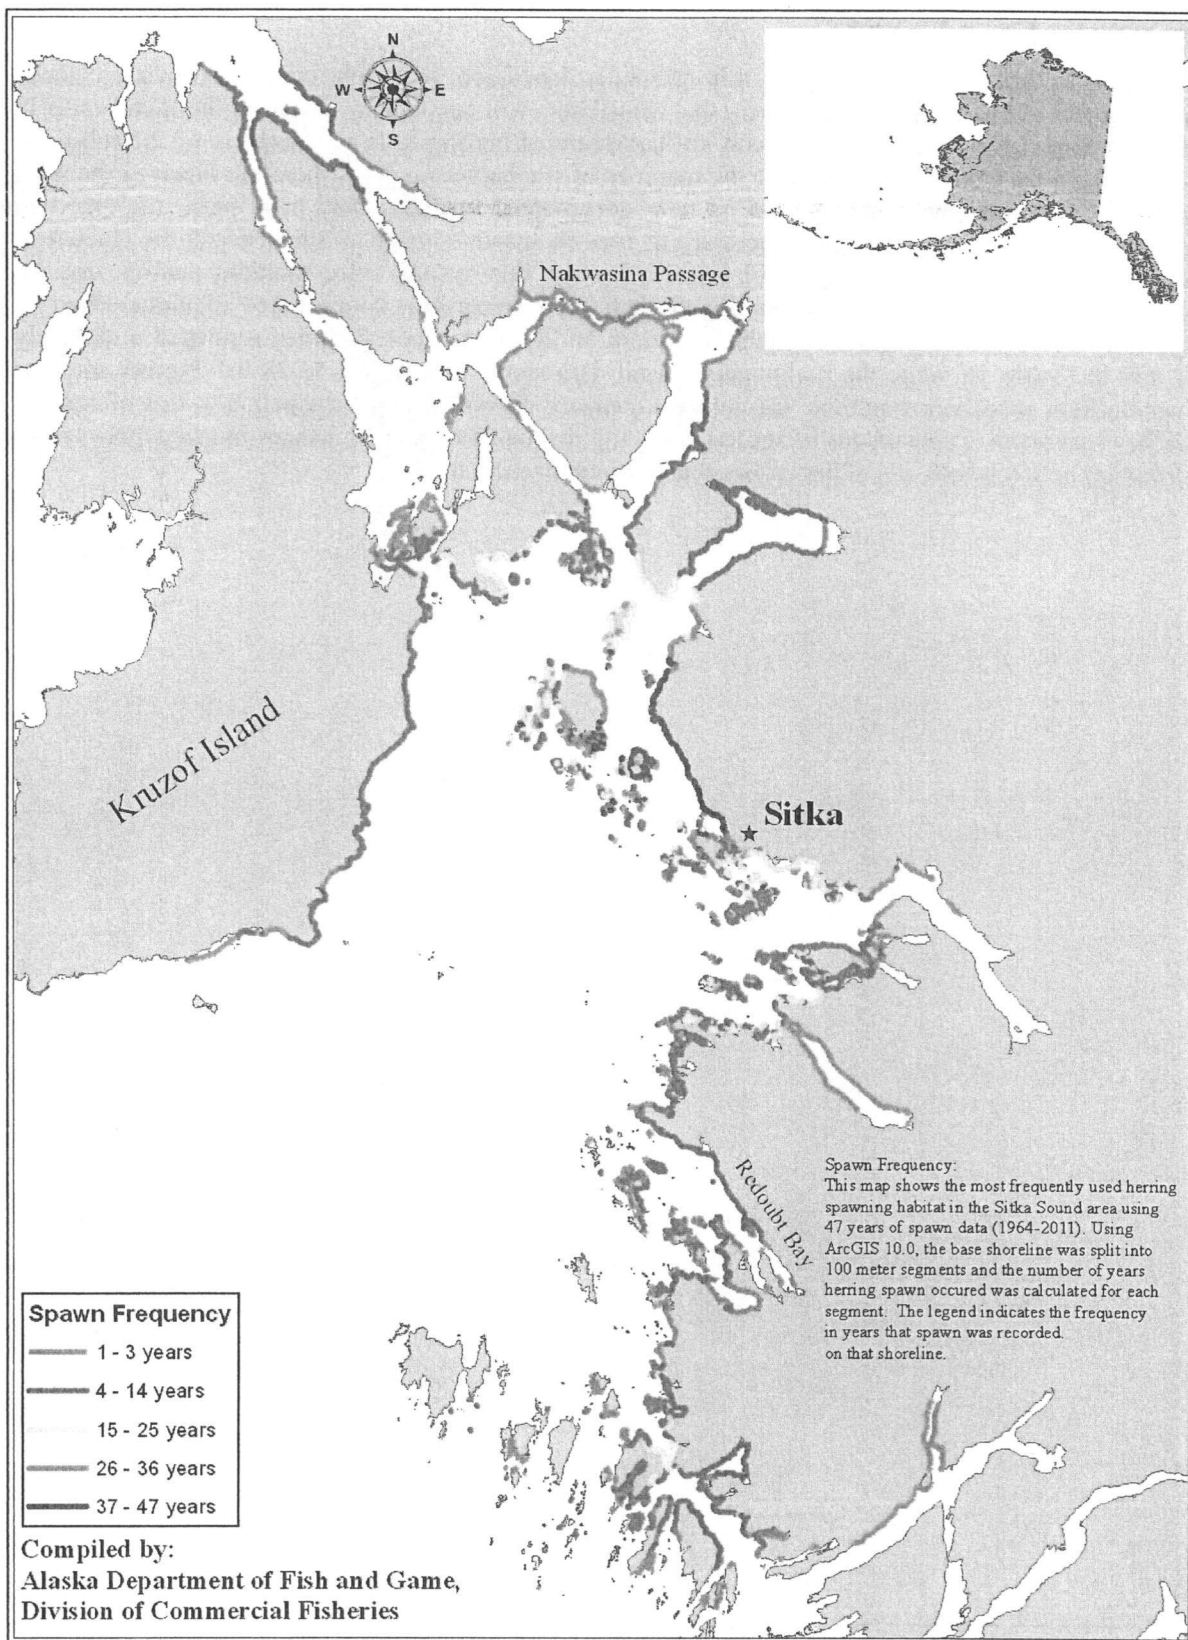 N
W E
S
Nakwasina Passage
Kruzof Island
Sitka
Redoubt Bay
Spawn Frequency:
This map shows the most frequently used herring
spawning habitat in the Sitka Sound area using
47 years of spawn data (1964-2011). Using
ArcGIS 10.0, the base shoreline was split into
100 meter segments and the number of years
herring spawn occured was calculated for each
segment. The legend indicates the frequency
in years that spawn was recorded.
on that shoreline.
Spawn Frequency
1 - 3 years
4 - 14 years
15 - 25 years
26 - 36 years
37 - 47 years
Compiled by:
Alaska Department of Fish and Game,
Division of Commercial Fisheries